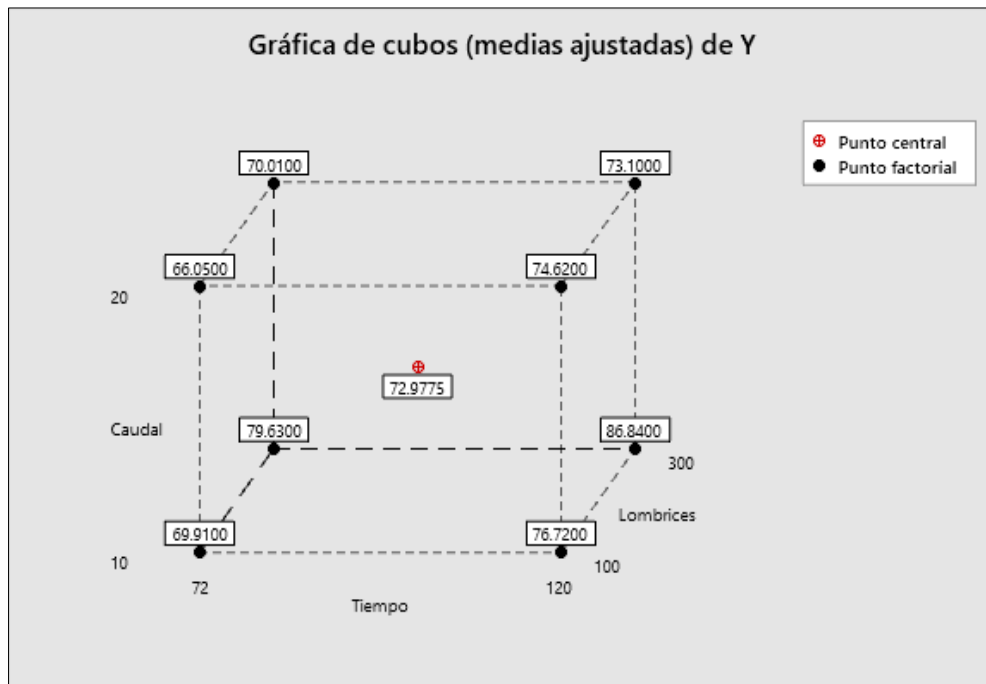 Gráfica de cubos (medias ajustadas) de Y
Punto central
Punto factorial
70.0100
73.1000
66.0500
74.6200
20
72.9775
Caudal
79.6300
86.8400
300
Lombrices
69.9100
76.7200
10
100
72
120
Tiempo